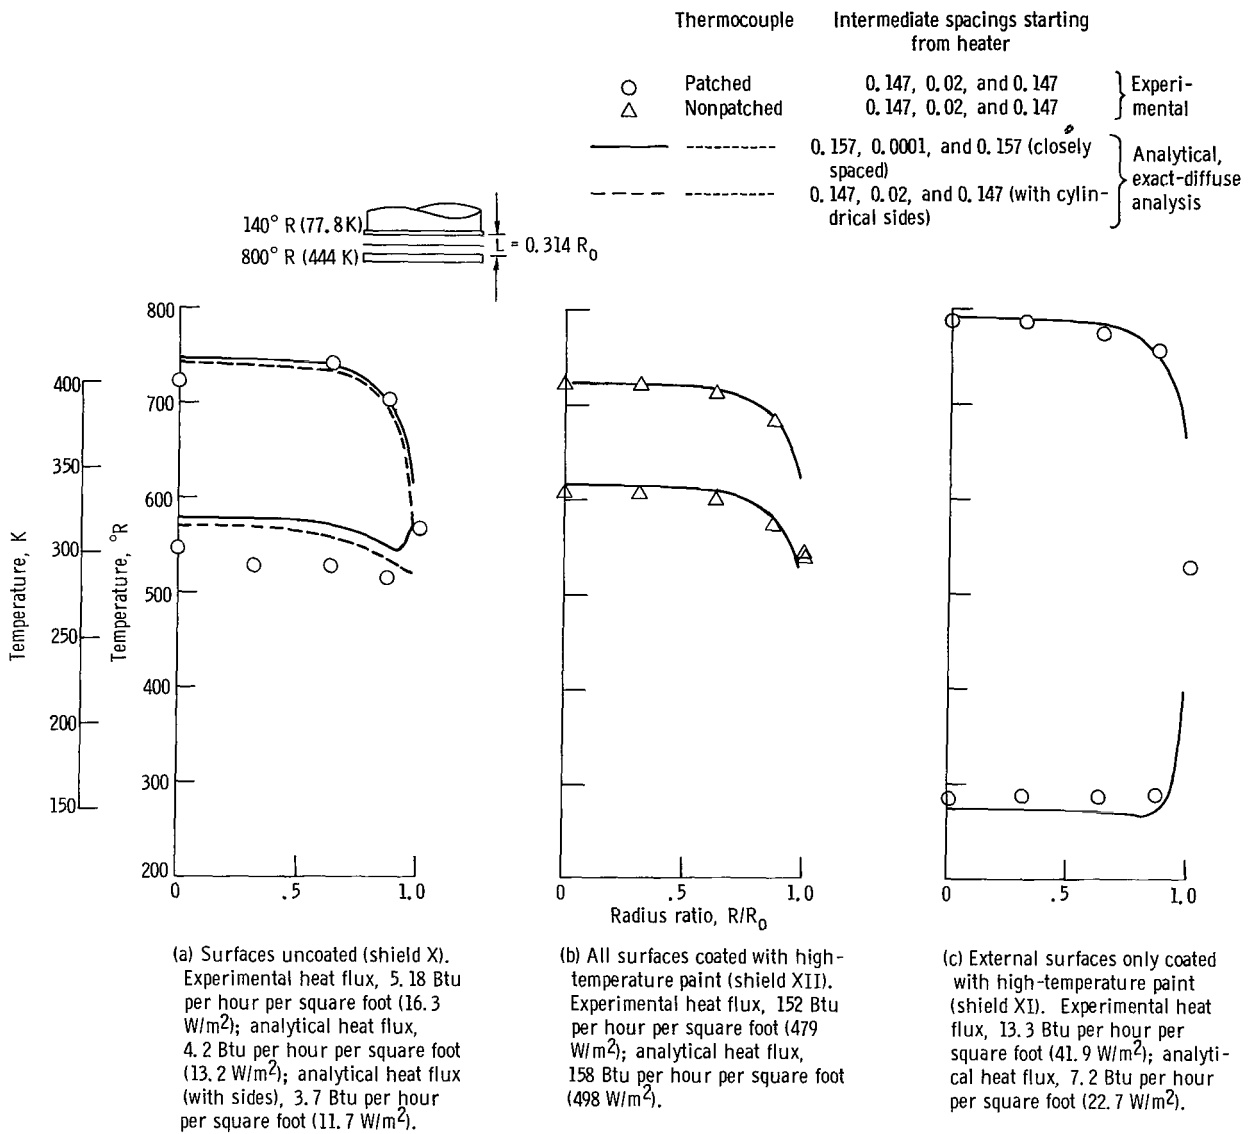 Thermocouple Intermediate spacings starting
from heater
○ Patched 0.147, 0.02, and 0.147
△ Nonpatched 0.147, 0.02, and 0.147
Experi-
mental
0.157, 0.0001, and 0.157 (closely
spaced)
0.147, 0.02, and 0.147 (with cylin-
drical sides)
Analytical,
exact-diffuse
analysis
140° R (77.8 K)
L = 0.314 R₀
800° R (444 K)
Temperature, K
400
350
300
250
200
150
Temperature, °R
800
700
600
500
400
300
200
0 .5 1.0
0 .5 1.0
0 .5 1.0
Radius ratio, R/R₀
(a) Surfaces uncoated (shield X).
Experimental heat flux, 5.18 Btu
per hour per square foot (16.3
W/m²); analytical heat flux,
4.2 Btu per hour per square foot
(13.2 W/m²); analytical heat flux
(with sides), 3.7 Btu per hour
per square foot (11.7 W/m²).
(b) All surfaces coated with high-
temperature paint (shield XII).
Experimental heat flux, 152 Btu
per hour per square foot (479
W/m²); analytical heat flux,
158 Btu per hour per square foot
(498 W/m²).
(c) External surfaces only coated
with high-temperature paint
(shield XI). Experimental heat
flux, 13.3 Btu per hour per
square foot (41.9 W/m²); analyti-
cal heat flux, 7.2 Btu per hour
per square foot (22.7 W/m²).